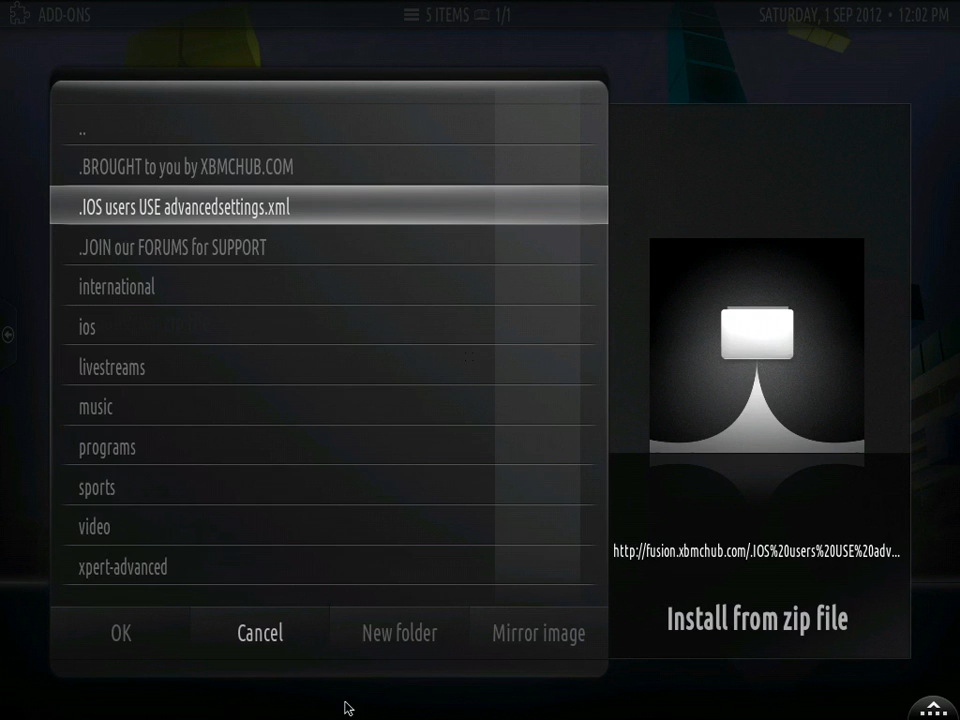 ADD-ONS
5 ITEMS 1/1
SATURDAY, 1 SEP 2012 • 12:02 PM
..
.BROUGHT to you by XBMCHUB.COM
.IOS users USE advancedsettings.xml
.JOIN our FORUMS for SUPPORT
international
ios
livestreams
music
programs
sports
video
xpert-advanced
http://fusion.xbmchub.com/.IOS%20users%20USE%20adv...
Install from zip file
OK
Cancel
New folder
Mirror image